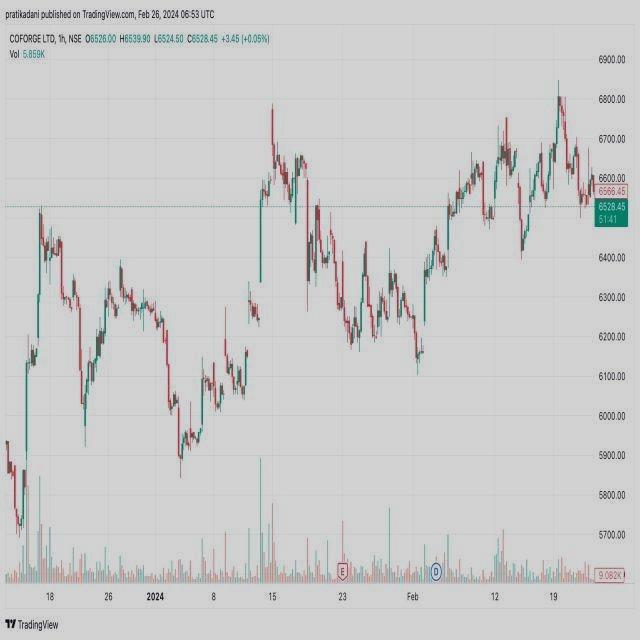 pratikadani published on TradingView.com, Feb 26, 2024 06:53 UTC
COFORGE LTD, 1h, NSE O6526.00 H6539.90 L6524.50 C6528.45 +3.45 (+0.05%)
Vol 5.859K
6900.00
6800.00
6700.00
6600.00
6566.45
6528.45
51:41
6400.00
6300.00
6200.00
6100.00
6000.00
5900.00
5800.00
5700.00
9.082K
E
D
18 26 2024 8 15 23 Feb 12 19
TradingView